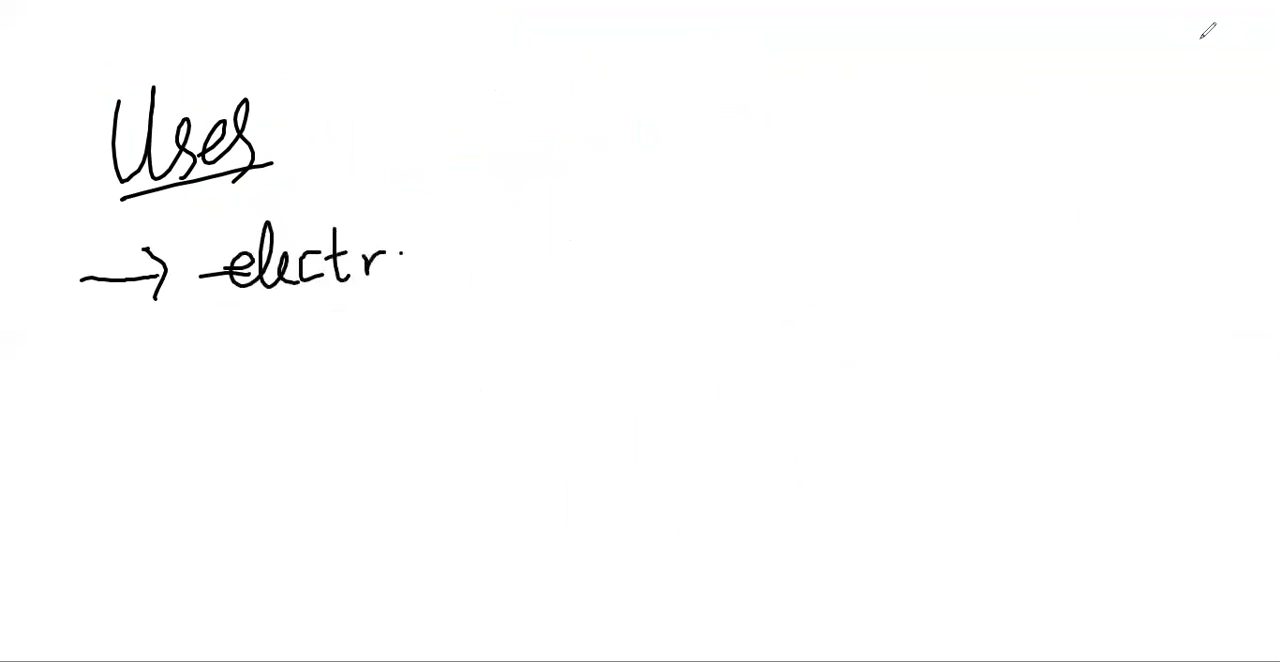 Uses
→ electr.